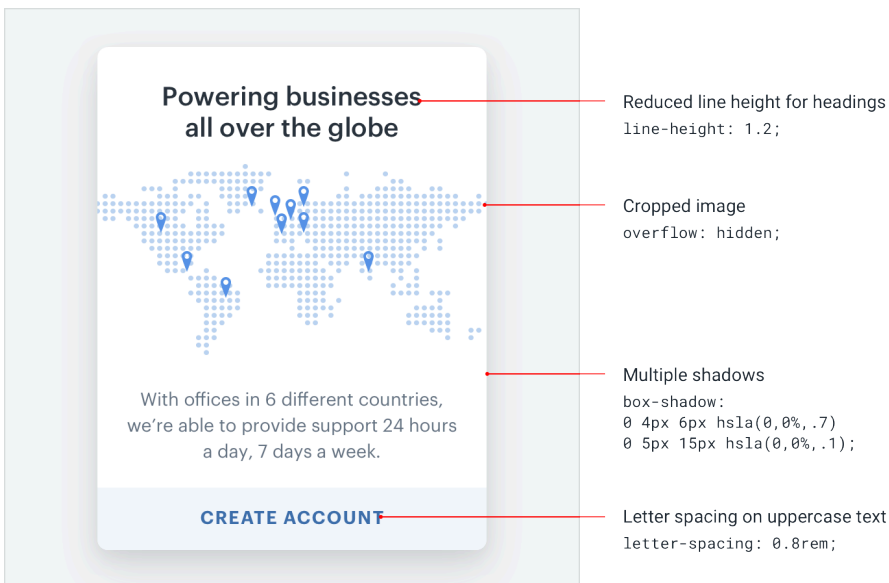 Powering businesses
all over the globe
With offices in 6 different countries,
we're able to provide support 24 hours
a day, 7 days a week.
CREATE ACCOUNT
Reduced line height for headings
line-height: 1.2;
Cropped image
overflow: hidden;
Multiple shadows
box-shadow:
0 4px 6px hsla(0,0%,.7)
0 5px 15px hsla(0,0%,.1);
Letter spacing on uppercase text
letter-spacing: 0.8rem;